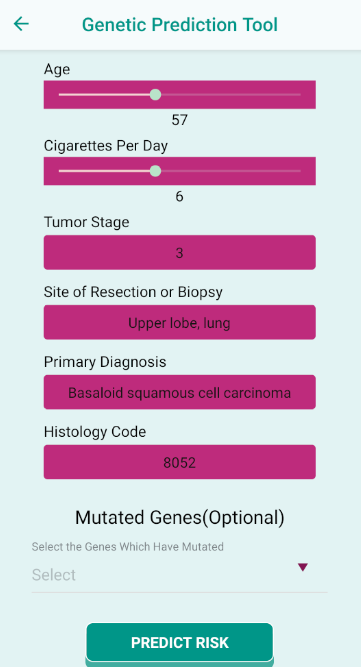 Genetic Prediction Tool
Age
57
Cigarettes Per Day
6
Tumor Stage
3
Site of Resection or Biopsy
Upper lobe, lung
Primary Diagnosis
Basaloid squamous cell carcinoma
Histology Code
8052
Mutated Genes(Optional)
Select the Genes Which Have Mutated
Select
PREDICT RISK